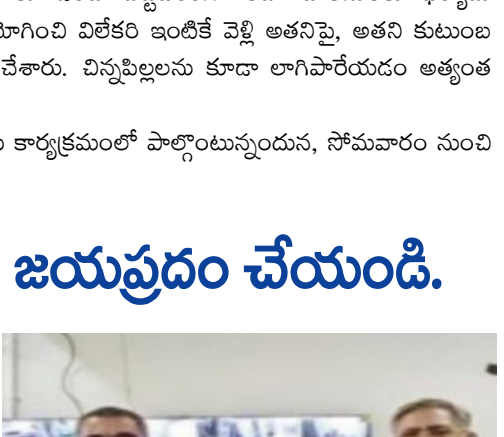 యోగించి విలేకరి ఇంటికే వెళ్లి అతనిపై, అతని కుటుంబ
చేశారు. చిన్నపిల్లలను కూడా లాగిపారేయడం అత్యంత
కార్యక్రమంలో పాల్గొంటున్నందున, సోమవారం నుంచి
జయప్రదం చేయండి.